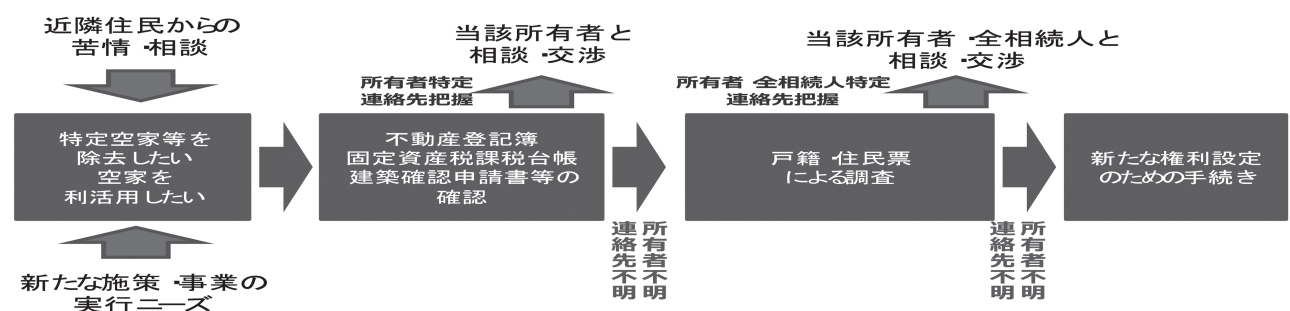 近隣住民からの
苦情・相談
特定空家等を
除去したい
空家を
利活用したい
新たな施策・事業の
実行ニーズ
当該所有者と
相談・交渉
所有者特定
連絡先把握
不動産登記簿
固定資産税課税台帳
建築確認申請書等の
確認
所有者不明
連絡先不明
当該所有者・全相続人と
相談・交渉
所有者・全相続人特定
連絡先把握
戸籍・住民票
による調査
所有者不明
連絡先不明
新たな権利設定
のための手続き